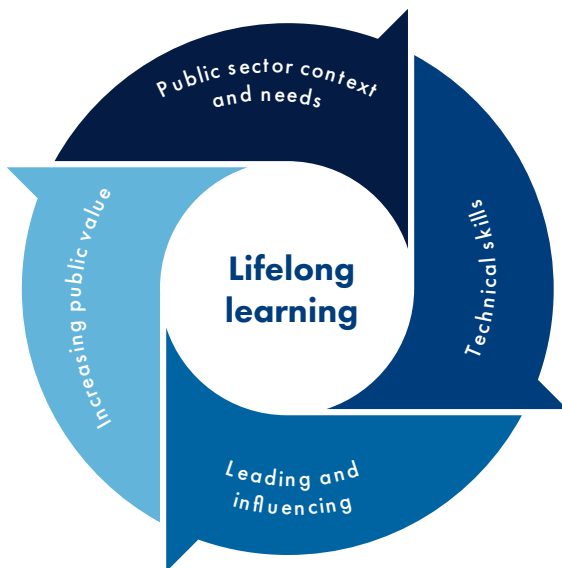 Public sector context
and needs
Technical skills
Lifelong
learning
Leading and
influencing
Increasing public value